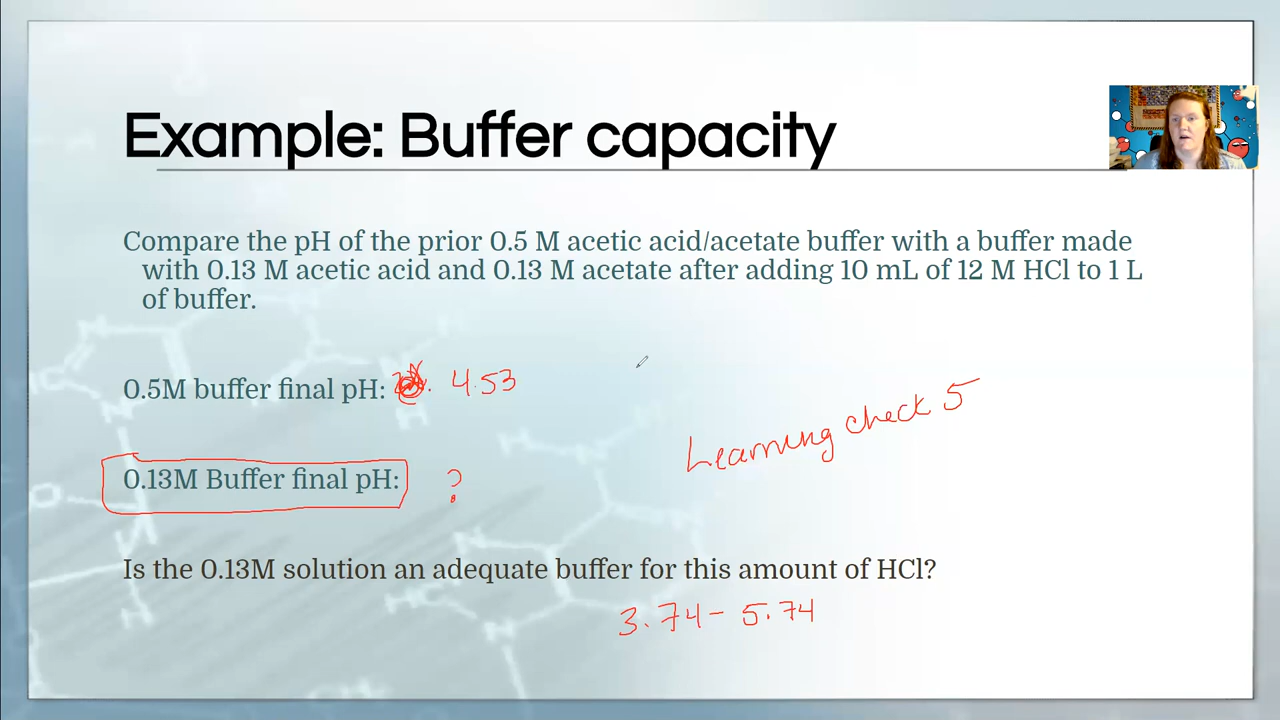 Example: Buffer capacity
Compare the pH of the prior 0.5 M acetic acid/acetate buffer with a buffer made
with 0.13 M acetic acid and 0.13 M acetate after adding 10 mL of 12 M HCl to 1 L
of buffer.
0.5M buffer final pH: 4.53
Learning check 5
0.13M Buffer final pH: ?
Is the 0.13M solution an adequate buffer for this amount of HCl?
3.74 - 5.74